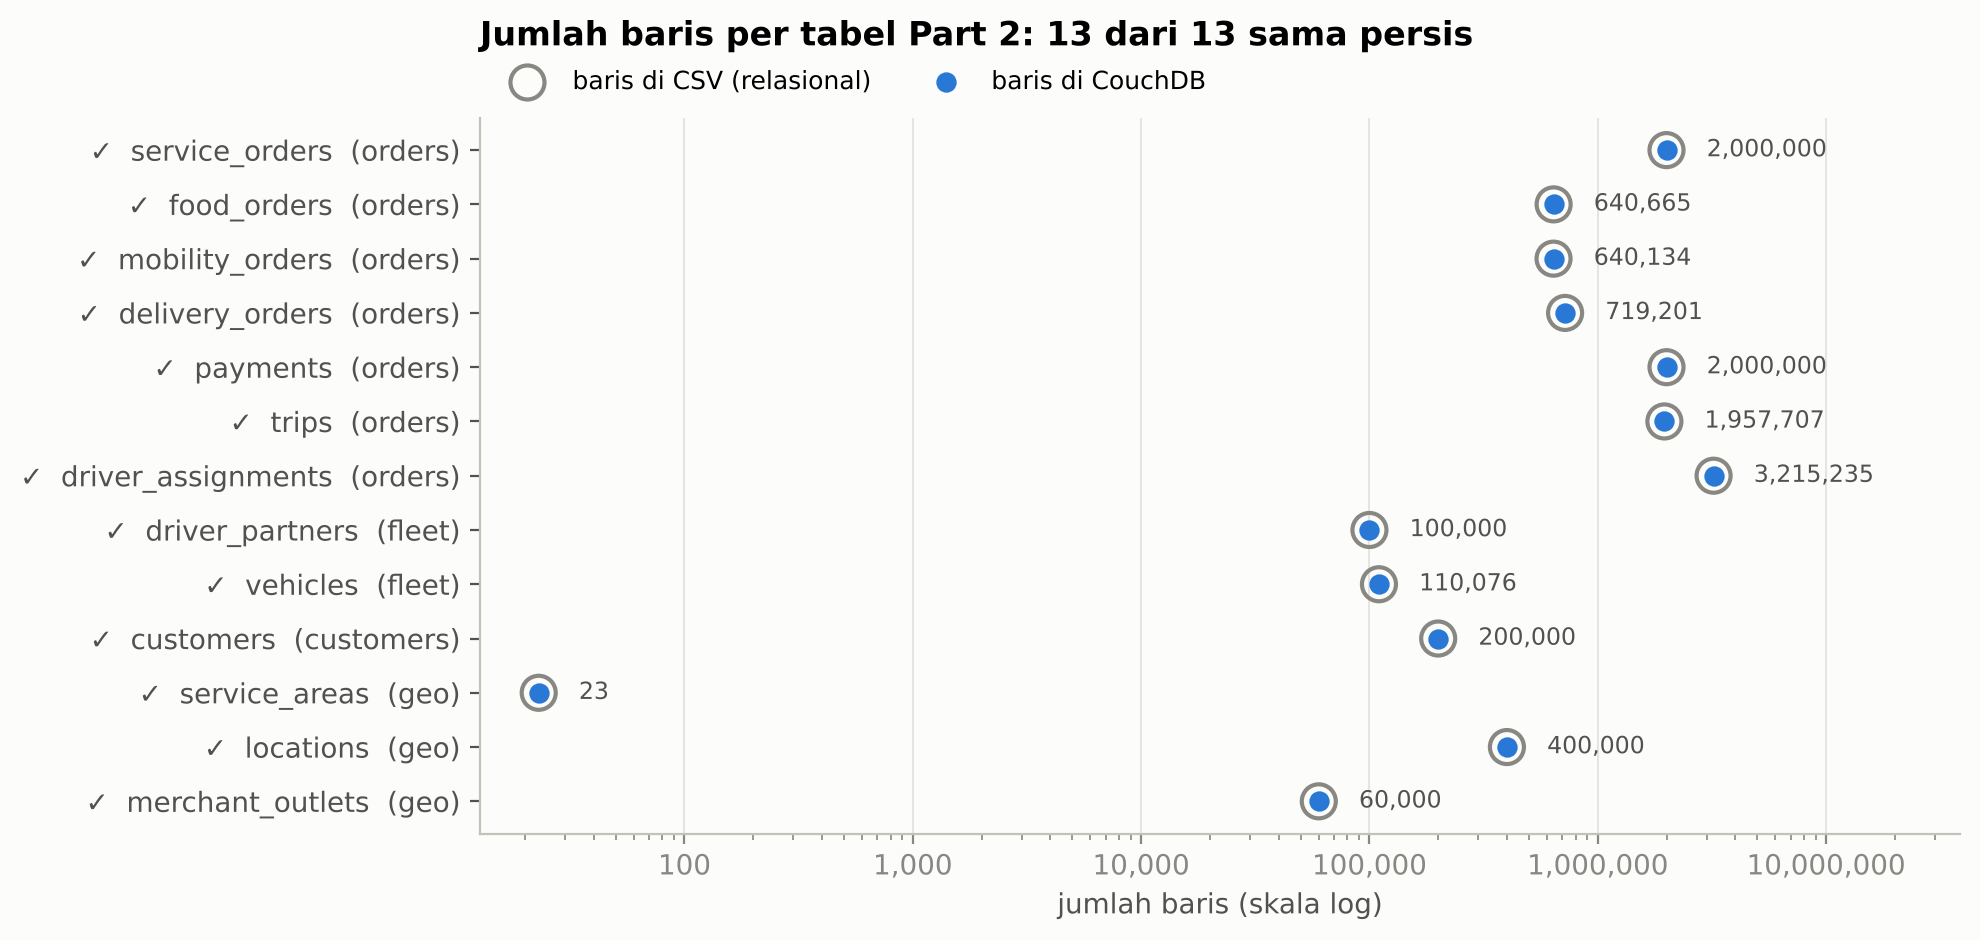 Jumlah baris per tabel Part 2: 13 dari 13 sama persis
baris di CSV (relasional) baris di CouchDB
✓ service_orders (orders) 2,000,000
✓ food_orders (orders) 640,665
✓ mobility_orders (orders) 640,134
✓ delivery_orders (orders) 719,201
✓ payments (orders) 2,000,000
✓ trips (orders) 1,957,707
✓ driver_assignments (orders) 3,215,235
✓ driver_partners (fleet) 100,000
✓ vehicles (fleet) 110,076
✓ customers (customers) 200,000
✓ service_areas (geo) 23
✓ locations (geo) 400,000
✓ merchant_outlets (geo) 60,000
100 1,000 10,000 100,000 1,000,000 10,000,000
jumlah baris (skala log)